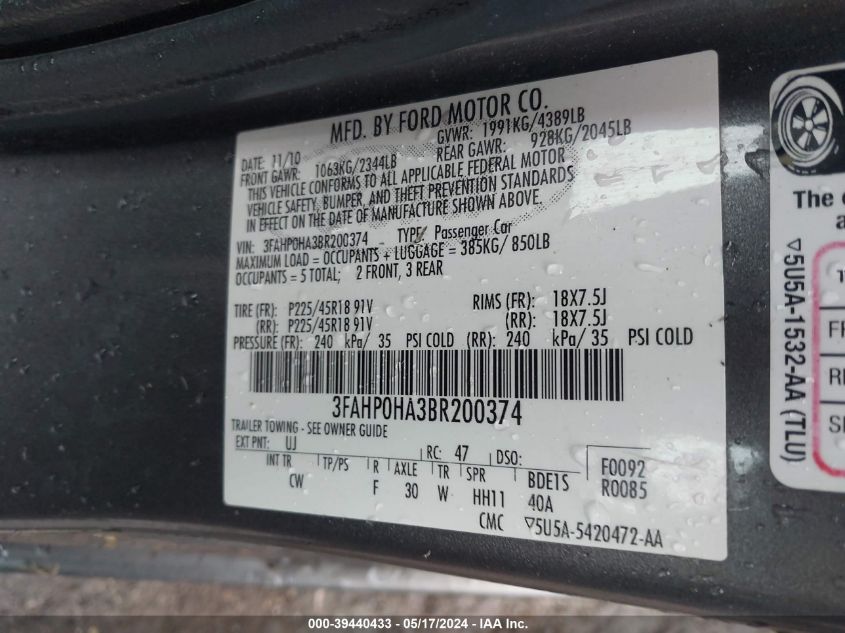 MFD. BY FORD MOTOR CO.
DATE: 11/10 GVWR: 1991KG/4389LB
FRONT GAWR: 1063KG/2344LB REAR GAWR: 928KG/2045LB
THIS VEHICLE CONFORMS TO ALL APPLICABLE FEDERAL MOTOR
VEHICLE SAFETY, BUMPER, AND THEFT PREVENTION STANDARDS
IN EFFECT ON THE DATE OF MANUFACTURE SHOWN ABOVE.
VIN: 3FAHP0HA3BR200374 TYPE: Passenger Car
MAXIMUM LOAD = OCCUPANTS + LUGGAGE = 385KG/ 850LB
OCCUPANTS = 5 TOTAL; 2 FRONT, 3 REAR
TIRE (FR): P225/45R18 91V RIMS (FR): 18X7.5J
(RR): P225/45R18 91V (RR): 18X7.5J
PRESSURE (FR): 240 kPa/ 35 PSI COLD (RR): 240 kPa/ 35 PSI COLD
3FAHP0HA3BR200374
TRAILER TOWING - SEE OWNER GUIDE
EXT PNT: UJ RC: 47 DSO:
INT TR TP/PS R AXLE TR SPR BDE1S F0092
CW F 30 W HH11 40A R0085
CMC ▽5U5A-5420472-AA
The
a
▽5U5A-1532-AA (TLU)
000-39440433 - 05/17/2024 - IAA Inc.